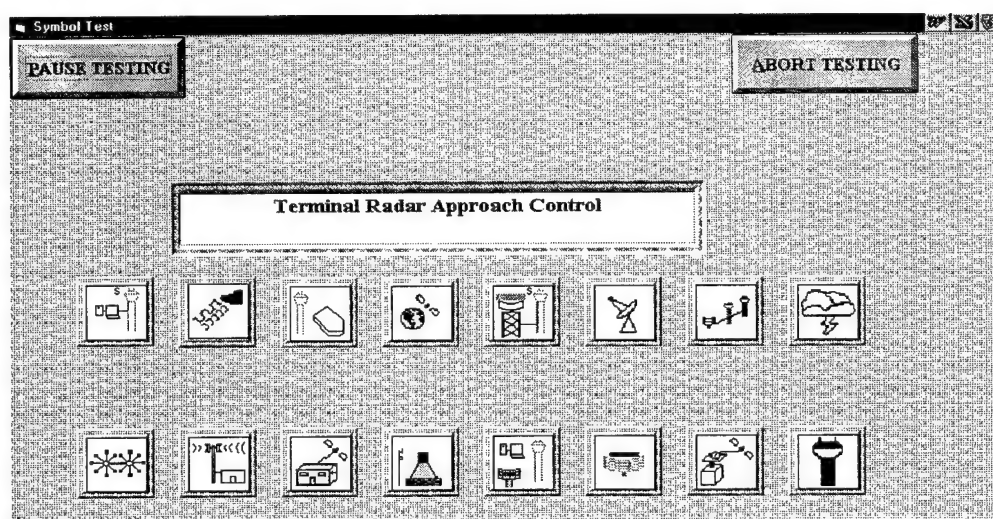 Symbol Test
PAUSE TESTING
ABORT TESTING
Terminal Radar Approach Control
S
S